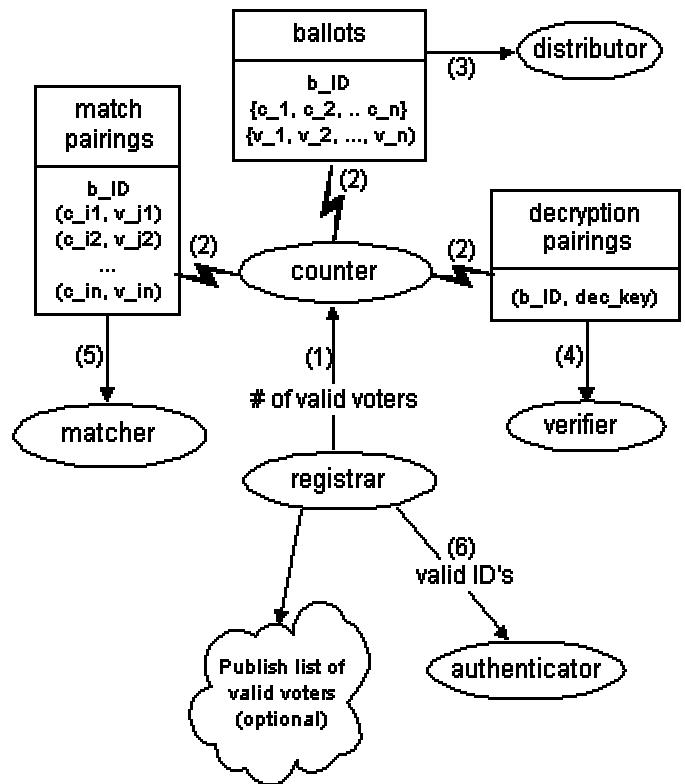 ballots
b_ID
{c_1, c_2, .. c_n}
{v_1, v_2, ..., v_n)
(3)
distributor
match
pairings
b_ID
(c_i1, v_j1)
(c_i2, v_j2)
...
(c_in, v_in)
(2)
(2)
counter
(2)
decryption
pairings
(b_ID, dec_key)
(5)
matcher
(1)
# of valid voters
(4)
verifier
registrar
(6)
valid ID's
Publish list of
valid voters
(optional)
authenticator